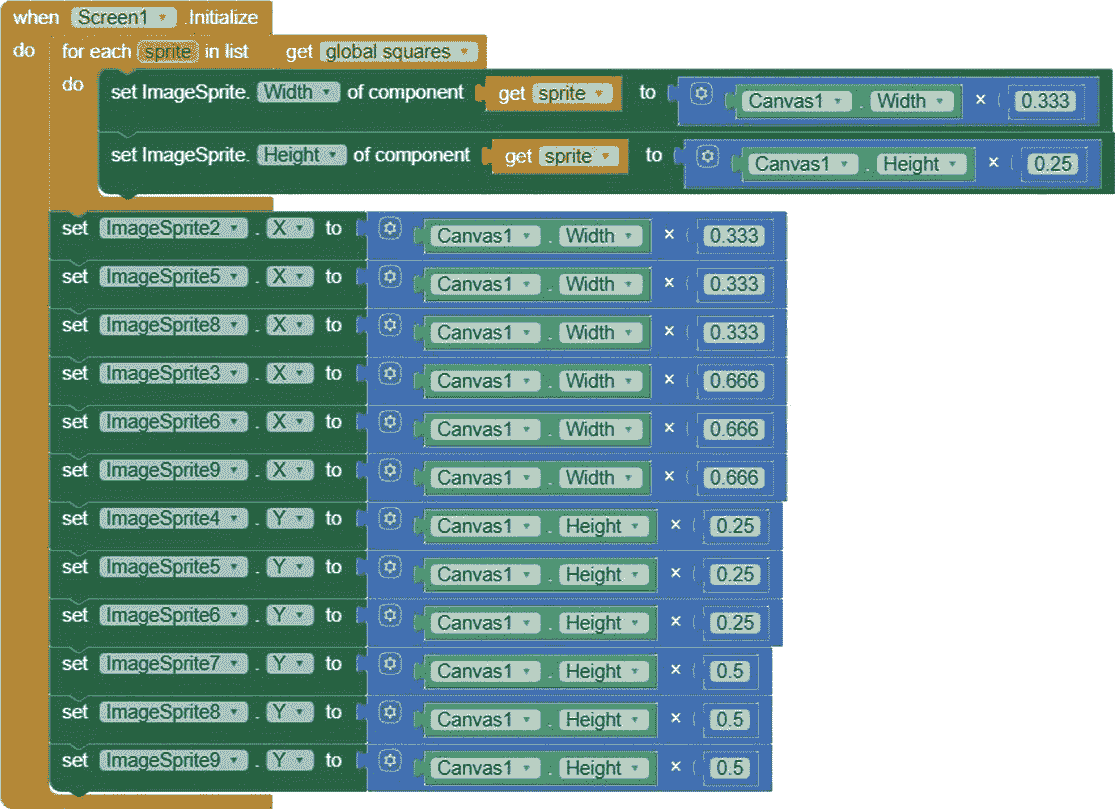 when Screen1 .Initialize
do for each sprite in list get global squares
do set ImageSprite. Width of component get sprite to Canvas1 . Width × 0.333
set ImageSprite. Height of component get sprite to Canvas1 . Height × 0.25
set ImageSprite2 . X to Canvas1 . Width × 0.333
set ImageSprite5 . X to Canvas1 . Width × 0.333
set ImageSprite8 . X to Canvas1 . Width × 0.333
set ImageSprite3 . X to Canvas1 . Width × 0.666
set ImageSprite6 . X to Canvas1 . Width × 0.666
set ImageSprite9 . X to Canvas1 . Width × 0.666
set ImageSprite4 . Y to Canvas1 . Height × 0.25
set ImageSprite5 . Y to Canvas1 . Height × 0.25
set ImageSprite6 . Y to Canvas1 . Height × 0.25
set ImageSprite7 . Y to Canvas1 . Height × 0.5
set ImageSprite8 . Y to Canvas1 . Height × 0.5
set ImageSprite9 . Y to Canvas1 . Height × 0.5